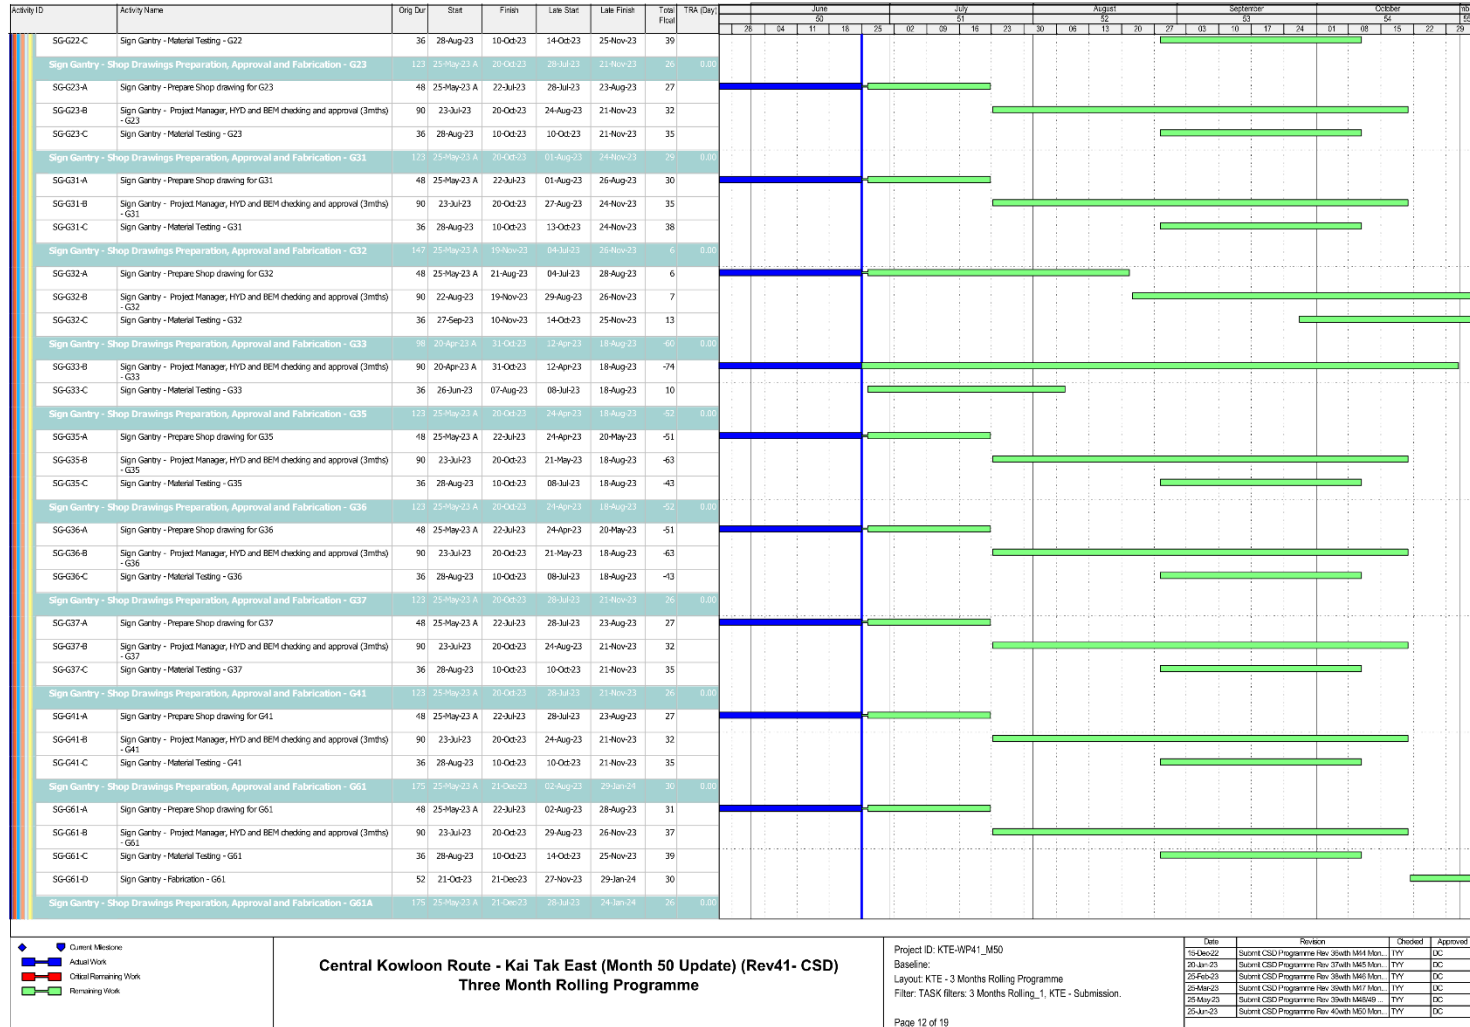 Activity ID Activity Name Orig Dur Start Finish Late Start Late Finish Total Float TRA (Day) June July August September October
50 51 52 53 54 55
28 04 11 18 25 02 09 16 23 30 06 13 20 27 03 10 17 24 01 08 15 22 29
SG-G22-C Sign Gantry - Material Testing - G22 36 28-Aug-23 10-Oct-23 14-Oct-23 25-Nov-23 39
Sign Gantry - Shop Drawings Preparation, Approval and Fabrication - G23 123 25-May-23 A 20-Oct-23 28-Jul-23 21-Nov-23 26 0.00
SG-G23-A Sign Gantry - Prepare Shop drawing for G23 48 25-May-23 A 22-Jul-23 28-Jul-23 23-Aug-23 27
SG-G23-B Sign Gantry - Project Manager, HYD and BEM checking and approval (3mths) 90 23-Jul-23 20-Oct-23 24-Aug-23 21-Nov-23 32
- G23
SG-G23-C Sign Gantry - Material Testing - G23 36 28-Aug-23 10-Oct-23 10-Oct-23 21-Nov-23 35
Sign Gantry - Shop Drawings Preparation, Approval and Fabrication - G31 123 25-May-23 A 20-Oct-23 01-Aug-23 24-Nov-23 29 0.00
SG-G31-A Sign Gantry - Prepare Shop drawing for G31 48 25-May-23 A 22-Jul-23 01-Aug-23 26-Aug-23 30
SG-G31-B Sign Gantry - Project Manager, HYD and BEM checking and approval (3mths) 90 23-Jul-23 20-Oct-23 27-Aug-23 24-Nov-23 35
- G31
SG-G31-C Sign Gantry - Material Testing - G31 36 28-Aug-23 10-Oct-23 13-Oct-23 24-Nov-23 38
Sign Gantry - Shop Drawings Preparation, Approval and Fabrication - G32 147 25-May-23 A 19-Nov-23 04-Jul-23 26-Nov-23 6 0.00
SG-G32-A Sign Gantry - Prepare Shop drawing for G32 48 25-May-23 A 21-Aug-23 04-Jul-23 28-Aug-23 6
SG-G32-B Sign Gantry - Project Manager, HYD and BEM checking and approval (3mths) 90 22-Aug-23 19-Nov-23 29-Aug-23 26-Nov-23 7
- G32
SG-G32-C Sign Gantry - Material Testing - G32 36 27-Sep-23 10-Nov-23 14-Oct-23 25-Nov-23 13
Sign Gantry - Shop Drawings Preparation, Approval and Fabrication - G33 98 20-Apr-23 A 31-Oct-23 12-Apr-23 18-Aug-23 -60 0.00
SG-G33-B Sign Gantry - Project Manager, HYD and BEM checking and approval (3mths) 90 20-Apr-23 A 31-Oct-23 12-Apr-23 18-Aug-23 -74
- G33
SG-G33-C Sign Gantry - Material Testing - G33 36 26-Jun-23 07-Aug-23 08-Jul-23 18-Aug-23 10
Sign Gantry - Shop Drawings Preparation, Approval and Fabrication - G35 123 25-May-23 A 20-Oct-23 24-Apr-23 18-Aug-23 -52 0.00
SG-G35-A Sign Gantry - Prepare Shop drawing for G35 48 25-May-23 A 22-Jul-23 24-Apr-23 20-May-23 -51
SG-G35-B Sign Gantry - Project Manager, HYD and BEM checking and approval (3mths) 90 23-Jul-23 20-Oct-23 21-May-23 18-Aug-23 -63
- G35
SG-G35-C Sign Gantry - Material Testing - G35 36 28-Aug-23 10-Oct-23 08-Jul-23 18-Aug-23 -43
Sign Gantry - Shop Drawings Preparation, Approval and Fabrication - G36 123 25-May-23 A 20-Oct-23 24-Apr-23 18-Aug-23 -52 0.00
SG-G36-A Sign Gantry - Prepare Shop drawing for G36 48 25-May-23 A 22-Jul-23 24-Apr-23 20-May-23 -51
SG-G36-B Sign Gantry - Project Manager, HYD and BEM checking and approval (3mths) 90 23-Jul-23 20-Oct-23 21-May-23 18-Aug-23 -63
- G36
SG-G36-C Sign Gantry - Material Testing - G36 36 28-Aug-23 10-Oct-23 08-Jul-23 18-Aug-23 -43
Sign Gantry - Shop Drawings Preparation, Approval and Fabrication - G37 123 25-May-23 A 20-Oct-23 28-Jul-23 21-Nov-23 26 0.00
SG-G37-A Sign Gantry - Prepare Shop drawing for G37 48 25-May-23 A 22-Jul-23 28-Jul-23 23-Aug-23 27
SG-G37-B Sign Gantry - Project Manager, HYD and BEM checking and approval (3mths) 90 23-Jul-23 20-Oct-23 24-Aug-23 21-Nov-23 32
- G37
SG-G37-C Sign Gantry - Material Testing - G37 36 28-Aug-23 10-Oct-23 10-Oct-23 21-Nov-23 35
Sign Gantry - Shop Drawings Preparation, Approval and Fabrication - G41 123 25-May-23 A 20-Oct-23 28-Jul-23 21-Nov-23 26 0.00
SG-G41-A Sign Gantry - Prepare Shop drawing for G41 48 25-May-23 A 22-Jul-23 28-Jul-23 23-Aug-23 27
SG-G41-B Sign Gantry - Project Manager, HYD and BEM checking and approval (3mths) 90 23-Jul-23 20-Oct-23 24-Aug-23 21-Nov-23 32
- G41
SG-G41-C Sign Gantry - Material Testing - G41 36 28-Aug-23 10-Oct-23 10-Oct-23 21-Nov-23 35
Sign Gantry - Shop Drawings Preparation, Approval and Fabrication - G61 175 25-May-23 A 21-Dec-23 02-Aug-23 29-Jan-24 30 0.00
SG-G61-A Sign Gantry - Prepare Shop drawing for G61 48 25-May-23 A 22-Jul-23 02-Aug-23 28-Aug-23 31
SG-G61-B Sign Gantry - Project Manager, HYD and BEM checking and approval (3mths) 90 23-Jul-23 20-Oct-23 29-Aug-23 26-Nov-23 37
- G61
SG-G61-C Sign Gantry - Material Testing - G61 36 28-Aug-23 10-Oct-23 14-Oct-23 25-Nov-23 39
SG-G61-D Sign Gantry - Fabrication - G61 52 21-Oct-23 21-Dec-23 27-Nov-23 29-Jan-24 30
Sign Gantry - Shop Drawings Preparation, Approval and Fabrication - G61A 175 25-May-23 A 21-Dec-23 28-Jul-23 24-Jan-24 26 0.00
Current Milestone
Actual Work
Critical Remaining Work
Remaining Work
Central Kowloon Route - Kai Tak East (Month 50 Update) (Rev41- CSD)
Three Month Rolling Programme
Project ID: KTE-WP41_M50
Baseline:
Layout: KTE - 3 Months Rolling Programme
Filter: TASK filters: 3 Months Rolling_1, KTE - Submission.
Page 12 of 19
Date Revision Checked Approved
15-Dec-22 Submit CSD Programme Rev 36with M44 Mon... TYY DC
20-Jan-23 Submit CSD Programme Rev 37with M45 Mon... TYY DC
25-Feb-23 Submit CSD Programme Rev 38with M46 Mon... TYY DC
25-Mar-23 Submit CSD Programme Rev 39with M47 Mon... TYY DC
25-May-23 Submit CSD Programme Rev 39with M48/49 ... TYY DC
25-Jun-23 Submit CSD Programme Rev 40with M50 Mon... TYY DC